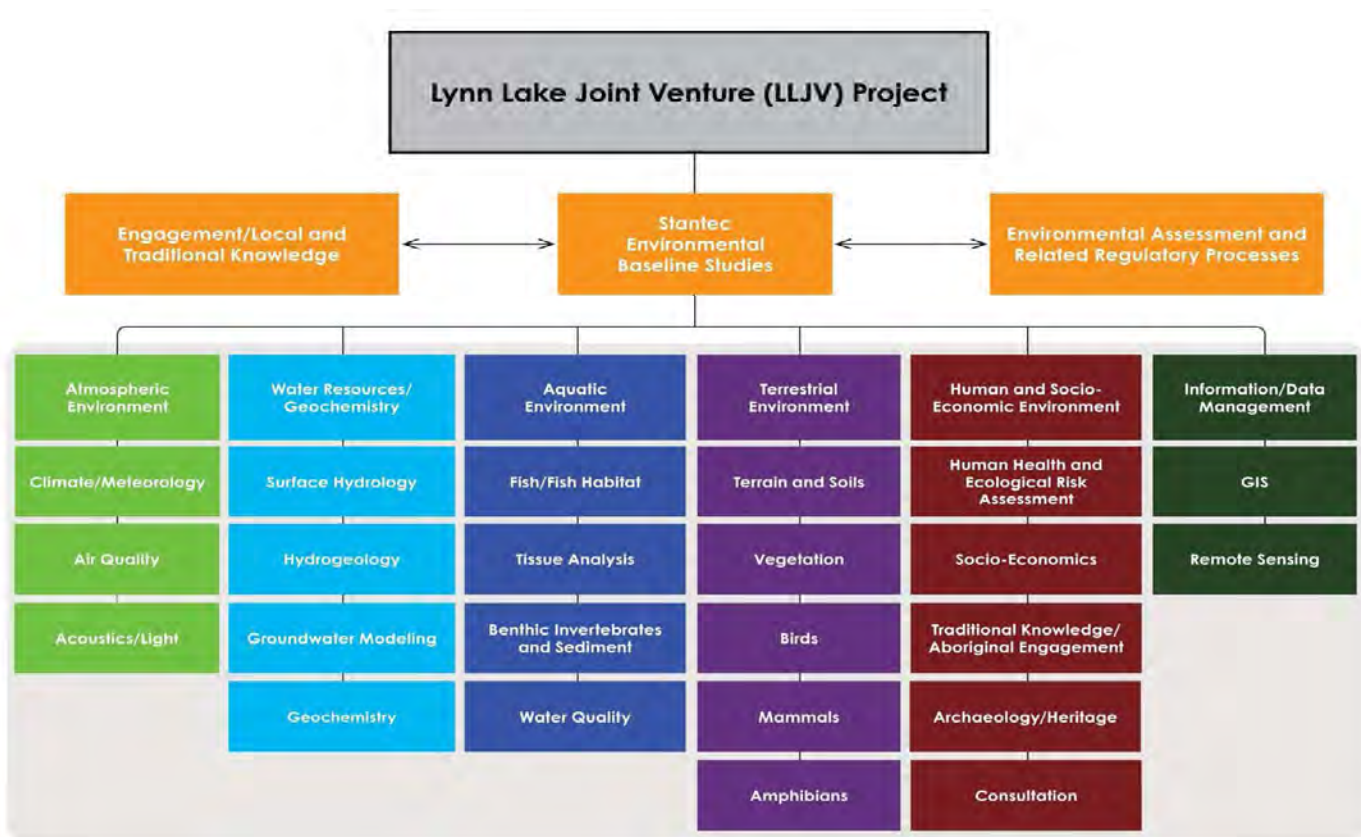 Lynn Lake Joint Venture (LLJV) Project
Engagement/Local and
Traditional Knowledge
Stantec
Environmental
Baseline Studies
Environmental Assessment and
Related Regulatory Processes
Atmospheric
Environment
Climate/Meteorology
Air Quality
Acoustics/Light
Water Resources/
Geochemistry
Surface Hydrology
Hydrogeology
Groundwater Modeling
Geochemistry
Aquatic
Environment
Fish/Fish Habitat
Tissue Analysis
Benthic Invertebrates
and Sediment
Water Quality
Terrestrial
Environment
Terrain and Soils
Vegetation
Birds
Mammals
Amphibians
Human and Socio-
Economic Environment
Human Health and
Ecological Risk
Assessment
Socio-Economics
Traditional Knowledge/
Aboriginal Engagement
Archaeology/Heritage
Consultation
Information/Data
Management
GIS
Remote Sensing